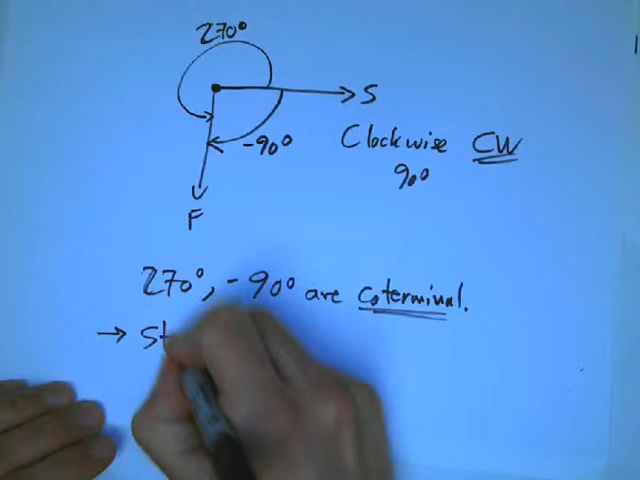 270°
S
-90°
Clockwise CW
90°
F
270°, -90° are coterminal.
→ St